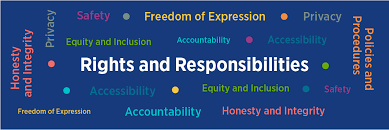 Privacy
Safety
Freedom of Expression
Privacy
Policies and
Procedures
Honesty
and Integrity
Equity and Inclusion
Accountability
Accessibility
Rights and Responsibilities
Accessibility
Equity and Inclusion
Safety
Freedom of Expression
Accountability
Honesty and Integrity